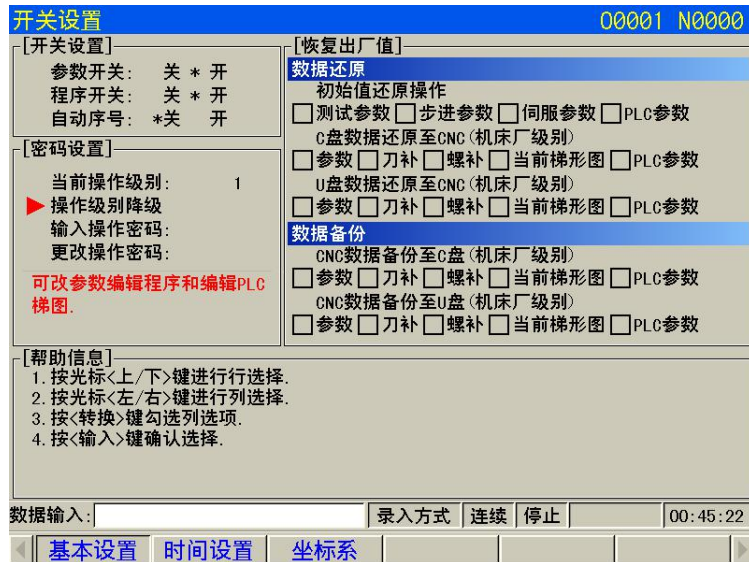 开关设置 O0001 N0000
[开关设置]
参数开关: 关 * 开
程序开关: 关 * 开
自动序号: *关 开
[密码设置]
当前操作级别: 1
操作级别降级
输入操作密码:
更改操作密码:
可改参数编辑程序和编辑PLC
梯图.
[恢复出厂值]
数据还原
初始值还原操作
测试参数 步进参数 伺服参数 PLC参数
C盘数据还原至CNC(机床厂级别)
参数 刀补 螺补 当前梯形图 PLC参数
U盘数据还原至CNC(机床厂级别)
参数 刀补 螺补 当前梯形图 PLC参数
数据备份
CNC数据备份至C盘(机床厂级别)
参数 刀补 螺补 当前梯形图 PLC参数
CNC数据备份至U盘(机床厂级别)
参数 刀补 螺补 当前梯形图 PLC参数
[帮助信息]
1.按光标<上/下>键进行行选择.
2.按光标<左/右>键进行列选择.
3.按<转换>键勾选列选项.
4.按<输入>键确认选择.
数据输入: 录入方式 连续 停止 00:45:22
基本设置 时间设置 坐标系